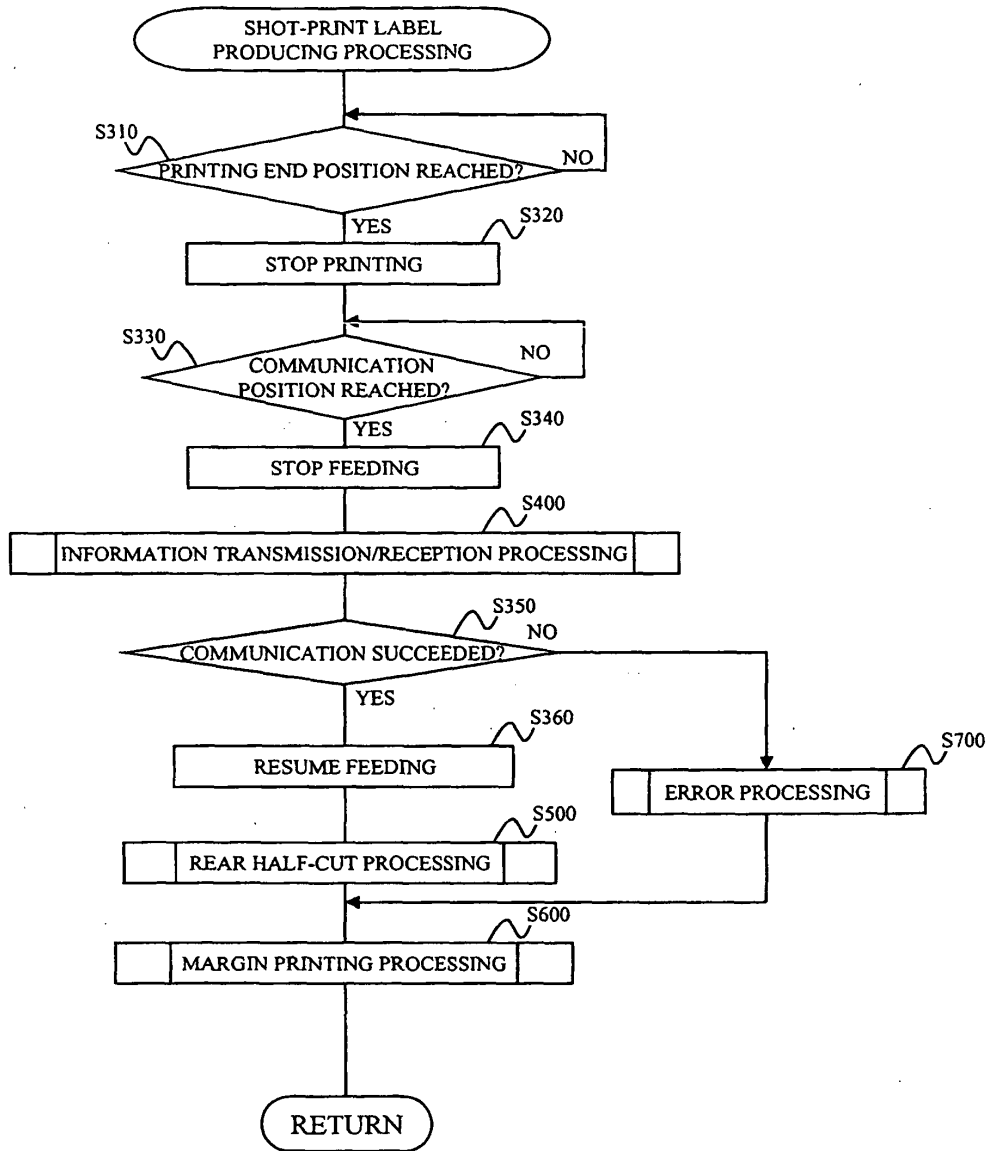 SHOT-PRINT LABEL
PRODUCING PROCESSING
S310
PRINTING END POSITION REACHED?
NO
YES
S320
STOP PRINTING
S330
NO
COMMUNICATION
POSITION REACHED?
YES
S340
STOP FEEDING
S400
INFORMATION TRANSMISSION/RECEPTION PROCESSING
S350
NO
COMMUNICATION SUCCEEDED?
YES
S360
RESUME FEEDING
S700
ERROR PROCESSING
S500
REAR HALF-CUT PROCESSING
S600
MARGIN PRINTING PROCESSING
RETURN